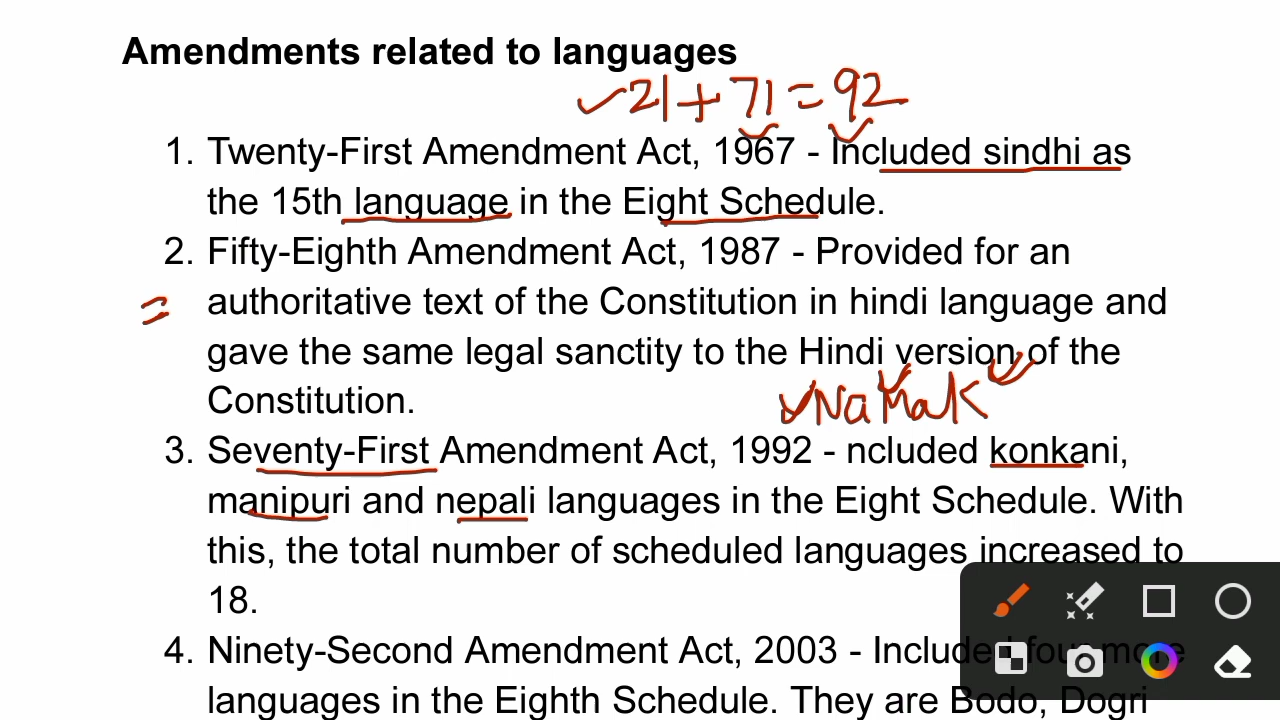 Amendments related to languages
21+71=92
1. Twenty-First Amendment Act, 1967 - Included sindhi as
the 15th language in the Eight Schedule.
2. Fifty-Eighth Amendment Act, 1987 - Provided for an
authoritative text of the Constitution in hindi language and
gave the same legal sanctity to the Hindi version of the
Constitution.
NaMaK
3. Seventy-First Amendment Act, 1992 - ncluded konkani,
manipuri and nepali languages in the Eight Schedule. With
this, the total number of scheduled languages increased to
18.
4. Ninety-Second Amendment Act, 2003 - Included four more
languages in the Eighth Schedule. They are Bodo, Dogri